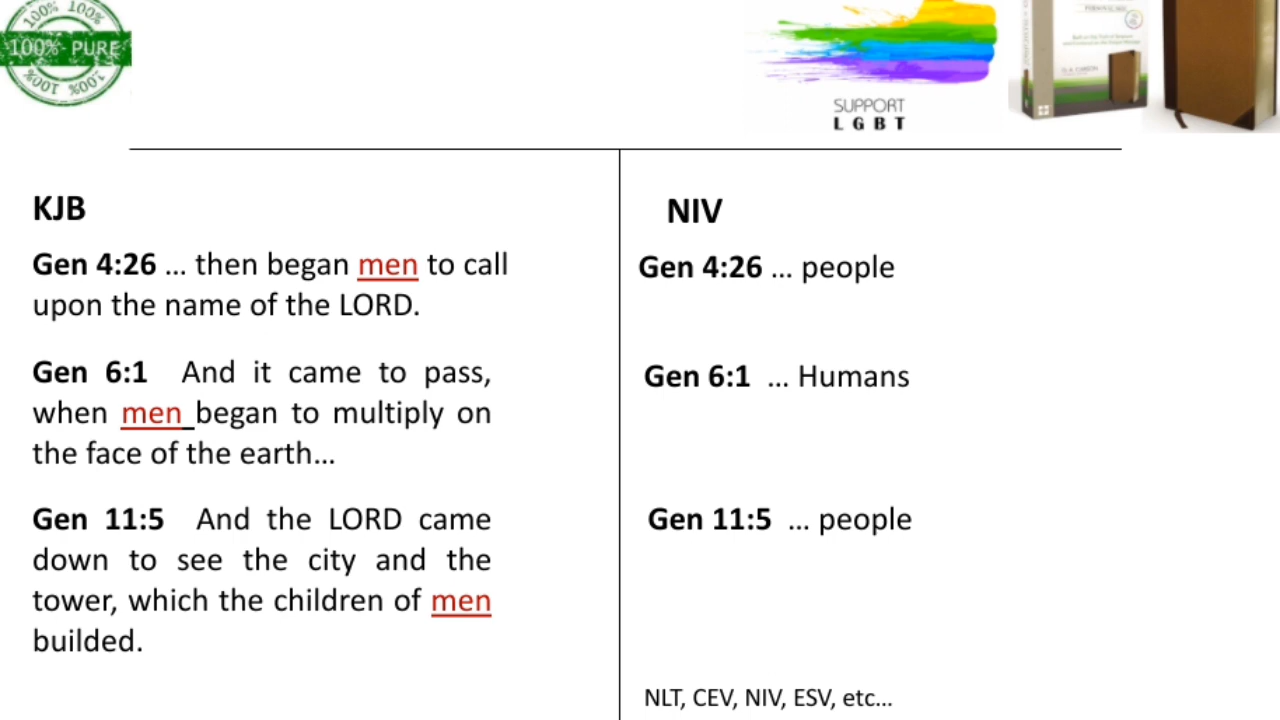 100% 100%
100% PURE
100% 100%
SUPPORT
LGBT
KJB
Gen 4:26 ... then began men to call
upon the name of the LORD.
Gen 6:1 And it came to pass,
when men began to multiply on
the face of the earth...
Gen 11:5 And the LORD came
down to see the city and the
tower, which the children of men
builded.
NIV
Gen 4:26 ... people
Gen 6:1 ... Humans
Gen 11:5 ... people
NLT, CEV, NIV, ESV, etc...